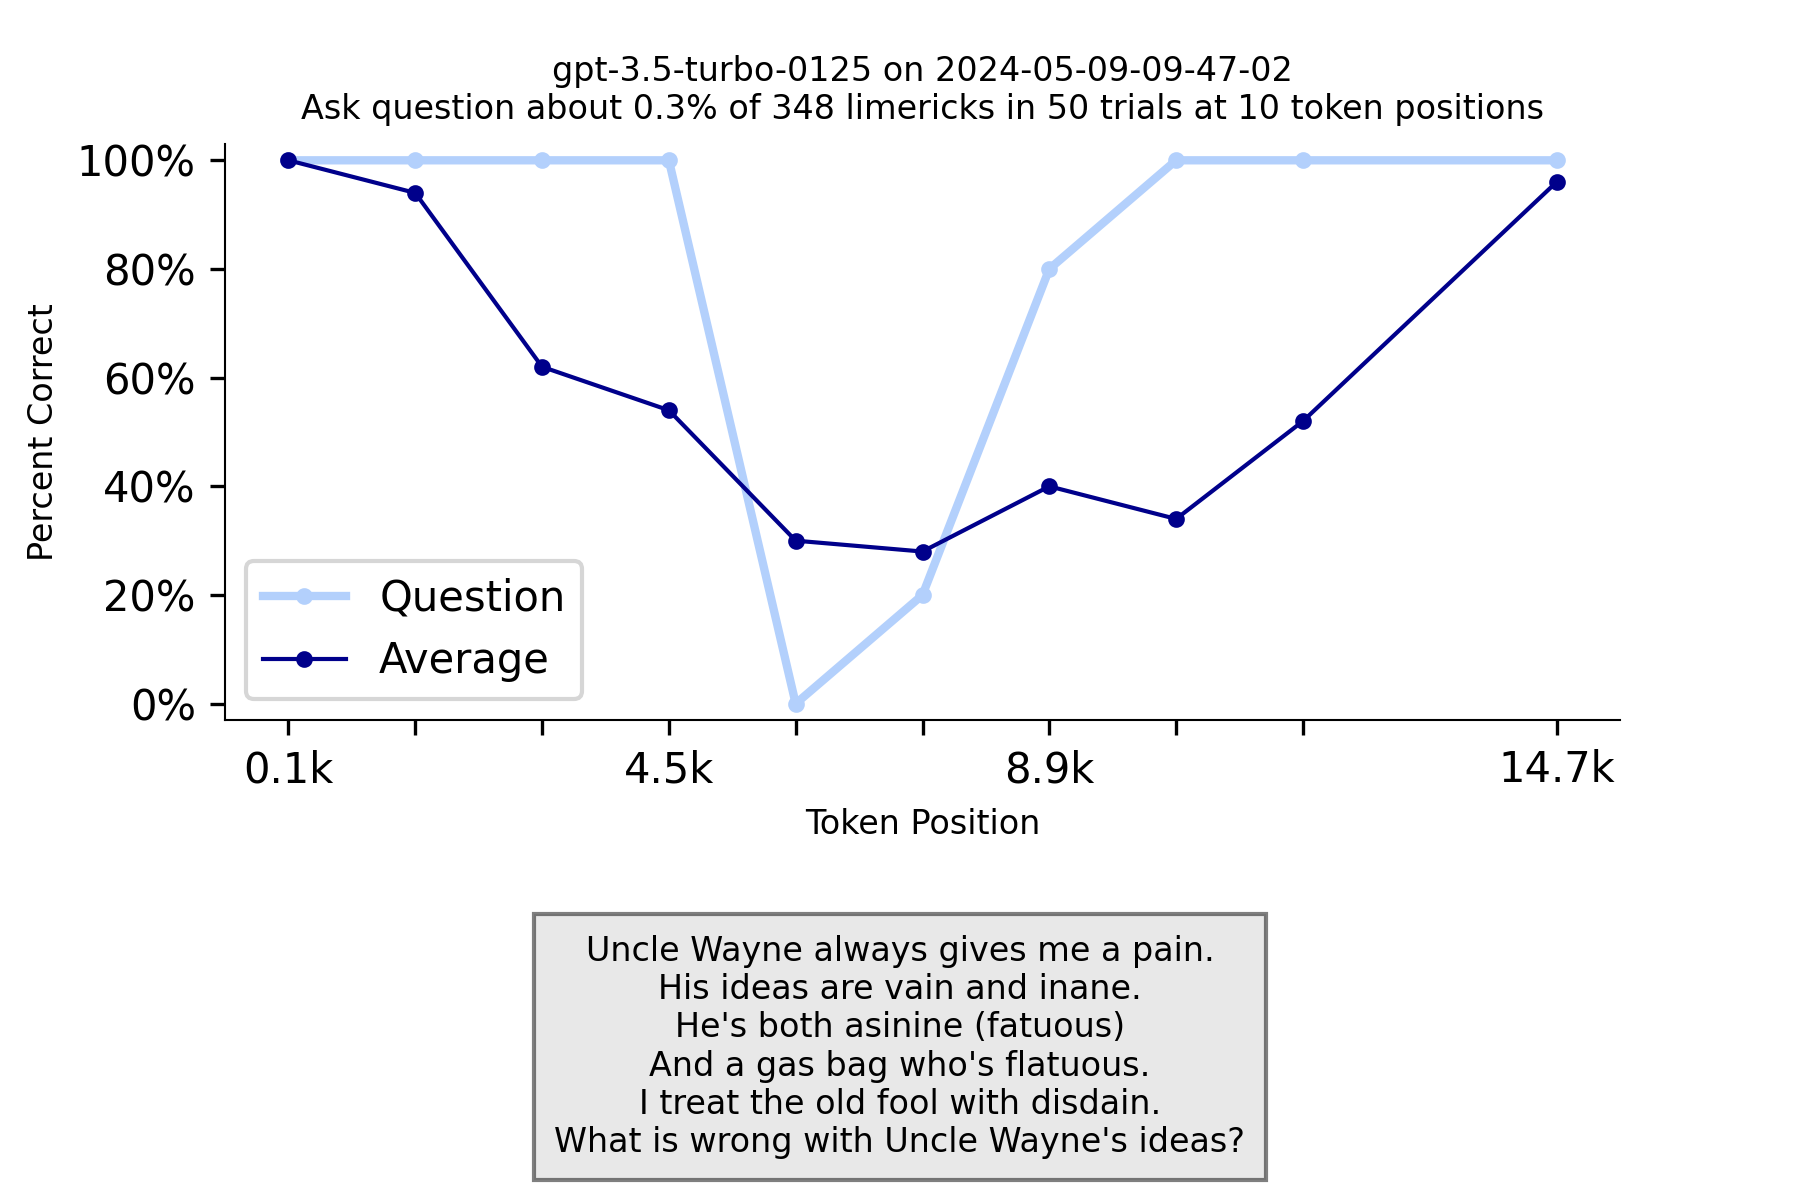 gpt-3.5-turbo-0125 on 2024-05-09-09-47-02
Ask question about 0.3% of 348 limericks in 50 trials at 10 token positions
100%
80%
60%
40%
20%
0%
Percent Correct
Question
Average
0.1k 4.5k 8.9k 14.7k
Token Position
Uncle Wayne always gives me a pain.
His ideas are vain and inane.
He's both asinine (fatuous)
And a gas bag who's flatuous.
I treat the old fool with disdain.
What is wrong with Uncle Wayne's ideas?